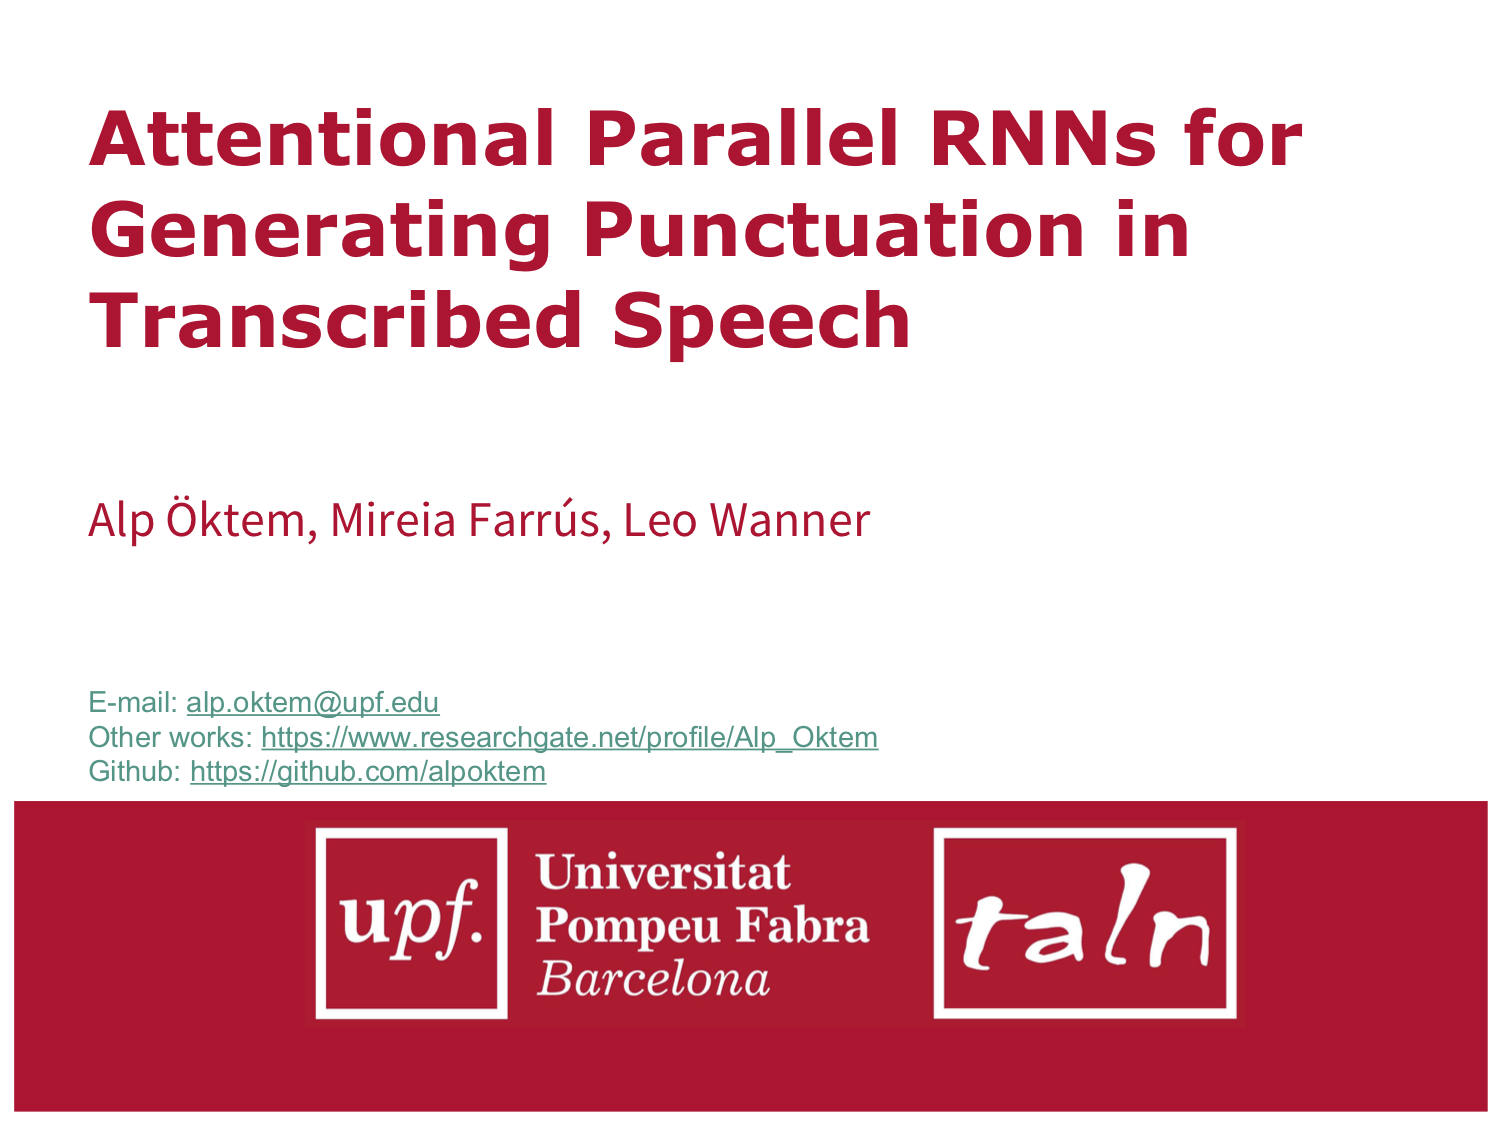 Attentional Parallel RNNs for
Generating Punctuation in
Transcribed Speech
Alp Öktem, Mireia Farrús, Leo Wanner
E-mail: alp.oktem@upf.edu
Other works: https://www.researchgate.net/profile/Alp_Oktem
Github: https://github.com/alpoktem
upf.
Universitat
Pompeu Fabra
Barcelona
taln